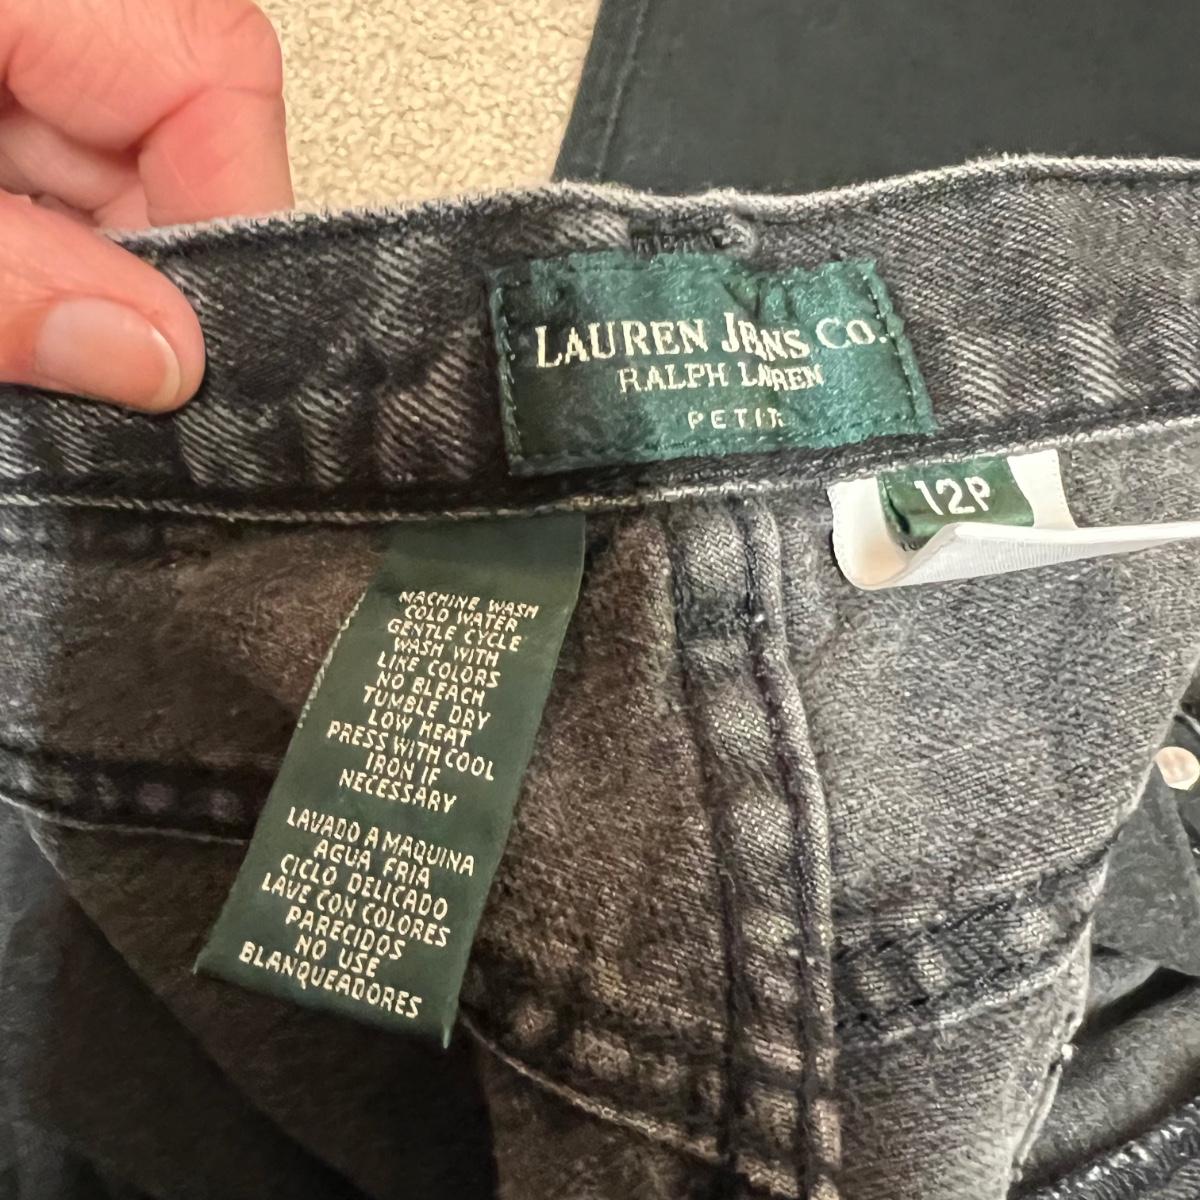 LAUREN JEANS CO.
RALPH LAUREN
PETITE
12P
MACHINE WASH
COLD WATER
GENTLE CYCLE
WASH WITH
LIKE COLORS
NO BLEACH
TUMBLE DRY
LOW HEAT
PRESS WITH COOL
IRON IF
NECESSARY
LAVADO A MAQUINA
AGUA FRIA
CICLO DELICADO
LAVE CON COLORES
PARECIDOS
NO USE
BLANQUEADORES